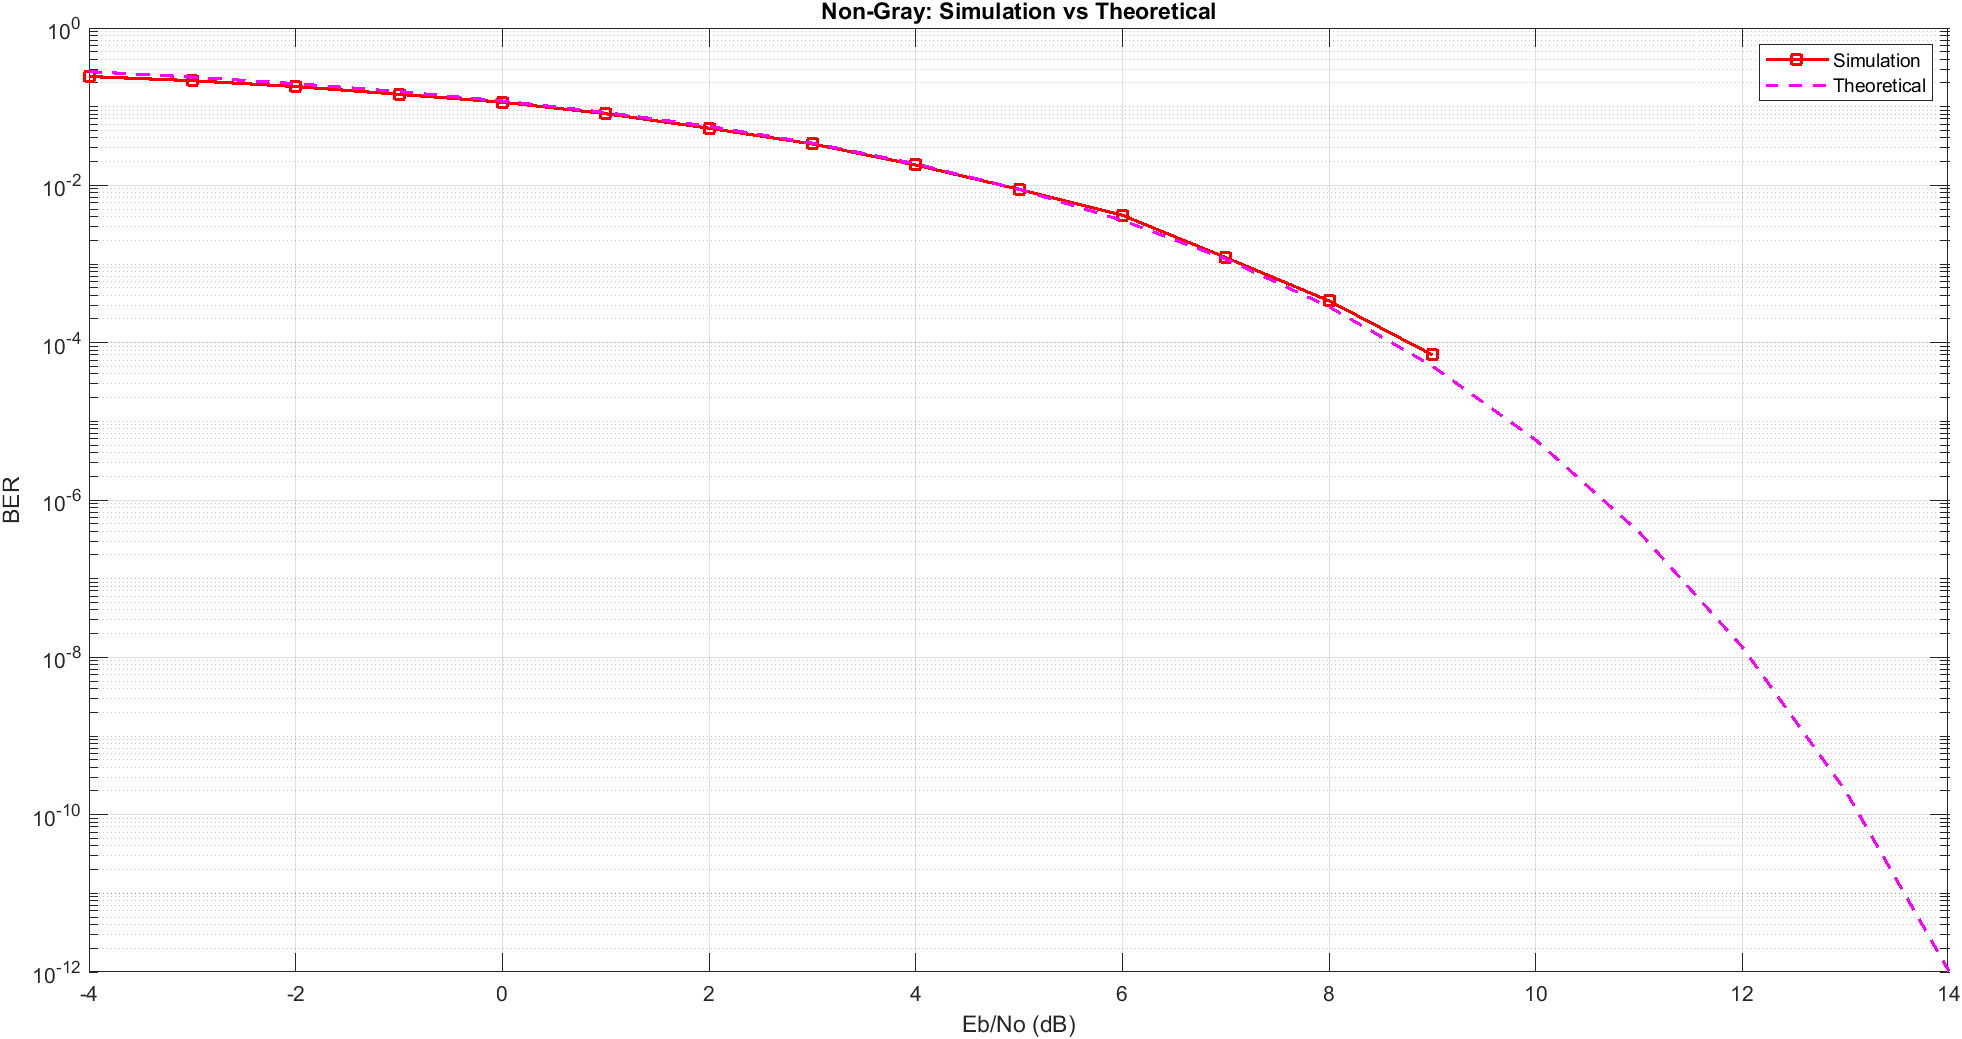 Non-Gray: Simulation vs Theoretical
Simulation
Theoretical
10^0
10^-2
10^-4
10^-6
10^-8
10^-10
10^-12
BER
-4 -2 0 2 4 6 8 10 12 14
Eb/No (dB)